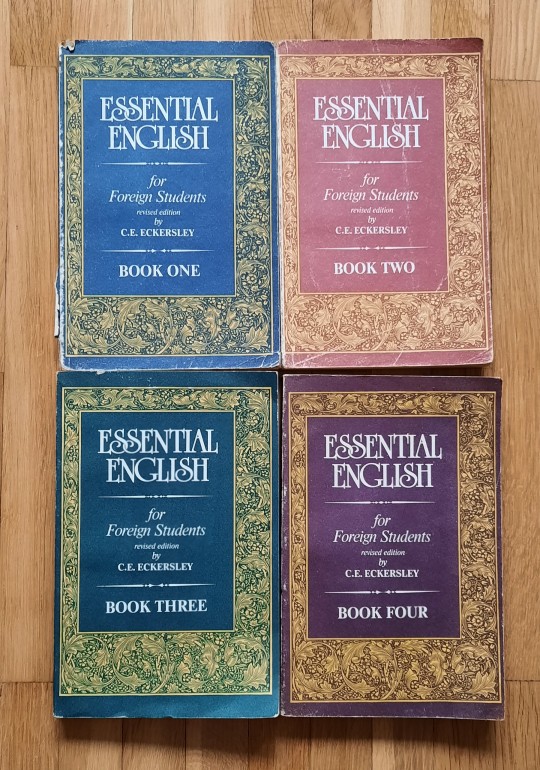 ESSENTIAL
ENGLISH
for
Foreign Students
revised edition
by
C.E. ECKERSLEY
BOOK ONE
ESSENTIAL
ENGLISH
for
Foreign Students
revised edition
by
C.E. ECKERSLEY
BOOK TWO
ESSENTIAL
ENGLISH
for
Foreign Students
revised edition
by
C.E. ECKERSLEY
BOOK THREE
ESSENTIAL
ENGLISH
for
Foreign Students
revised edition
by
C.E. ECKERSLEY
BOOK FOUR